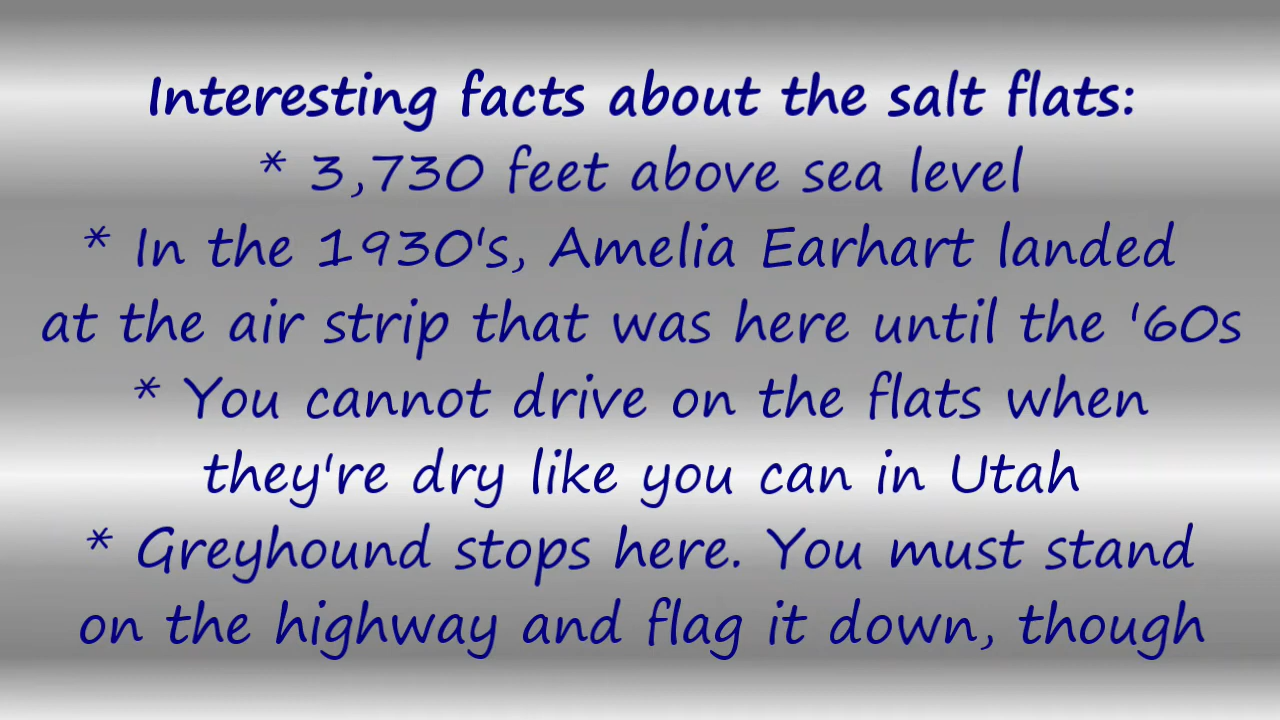 Interesting facts about the salt flats:
* 3,730 feet above sea level
* In the 1930's, Amelia Earhart landed
at the air strip that was here until the '60s
* You cannot drive on the flats when
they're dry like you can in Utah
* Greyhound stops here. You must stand
on the highway and flag it down, though